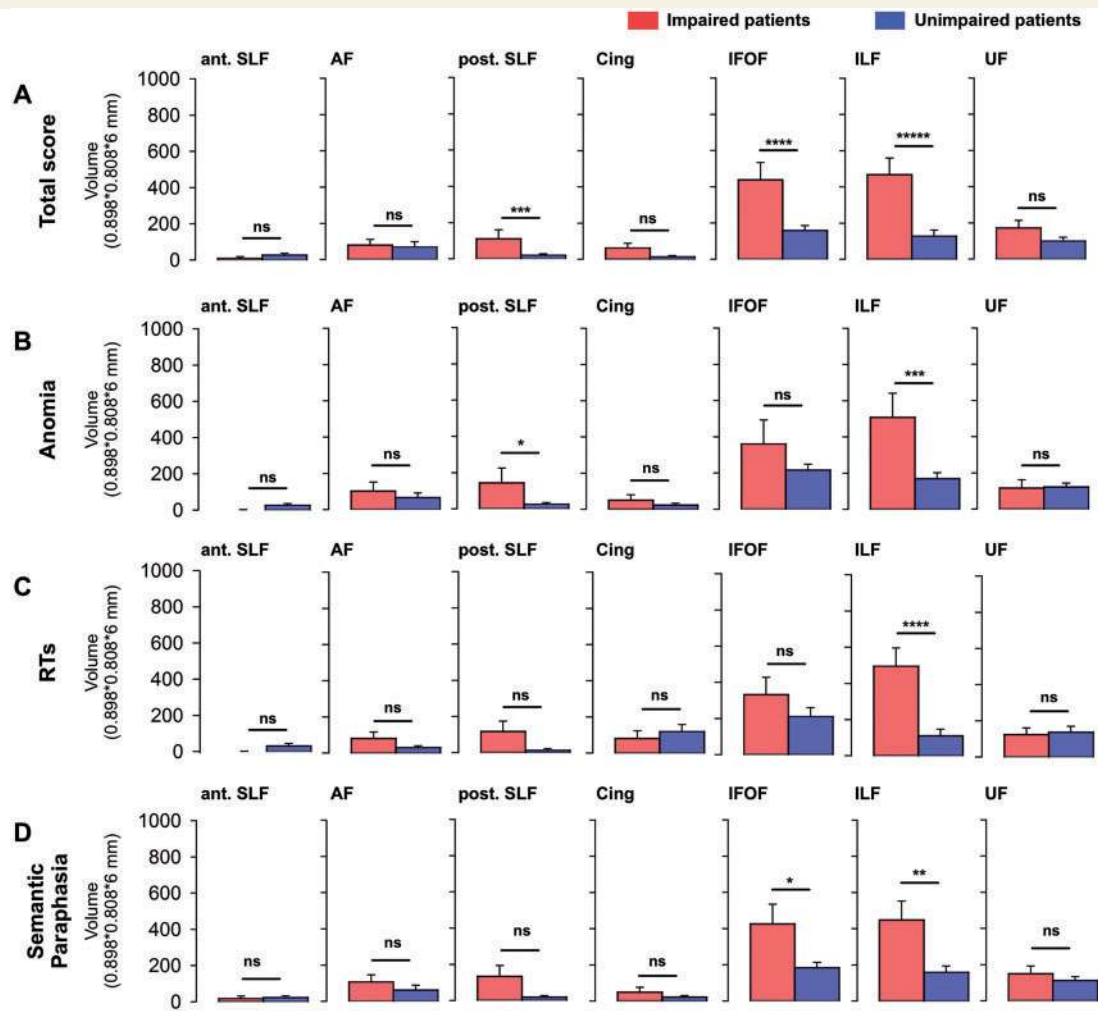 Impaired patients Unimpaired patients
ant. SLF AF post. SLF Cing IFOF ILF UF
A
Total score
Volume
(0.898*0.808*6 mm)
1000
800
600
400
200
0
ns ns *** ns **** ***** ns
ant. SLF AF post. SLF Cing IFOF ILF UF
B
Anomia
Volume
(0.898*0.808*6 mm)
1000
800
600
400
200
0
ns ns * ns ns *** ns
ant. SLF AF post. SLF Cing IFOF ILF UF
C
RTs
Volume
(0.898*0.808*6 mm)
1000
800
600
400
200
0
ns ns ns ns ns **** ns
ant. SLF AF post. SLF Cing IFOF ILF UF
D
Semantic
Paraphasia
Volume
(0.898*0.808*6 mm)
1000
800
600
400
200
0
ns ns ns ns * ** ns